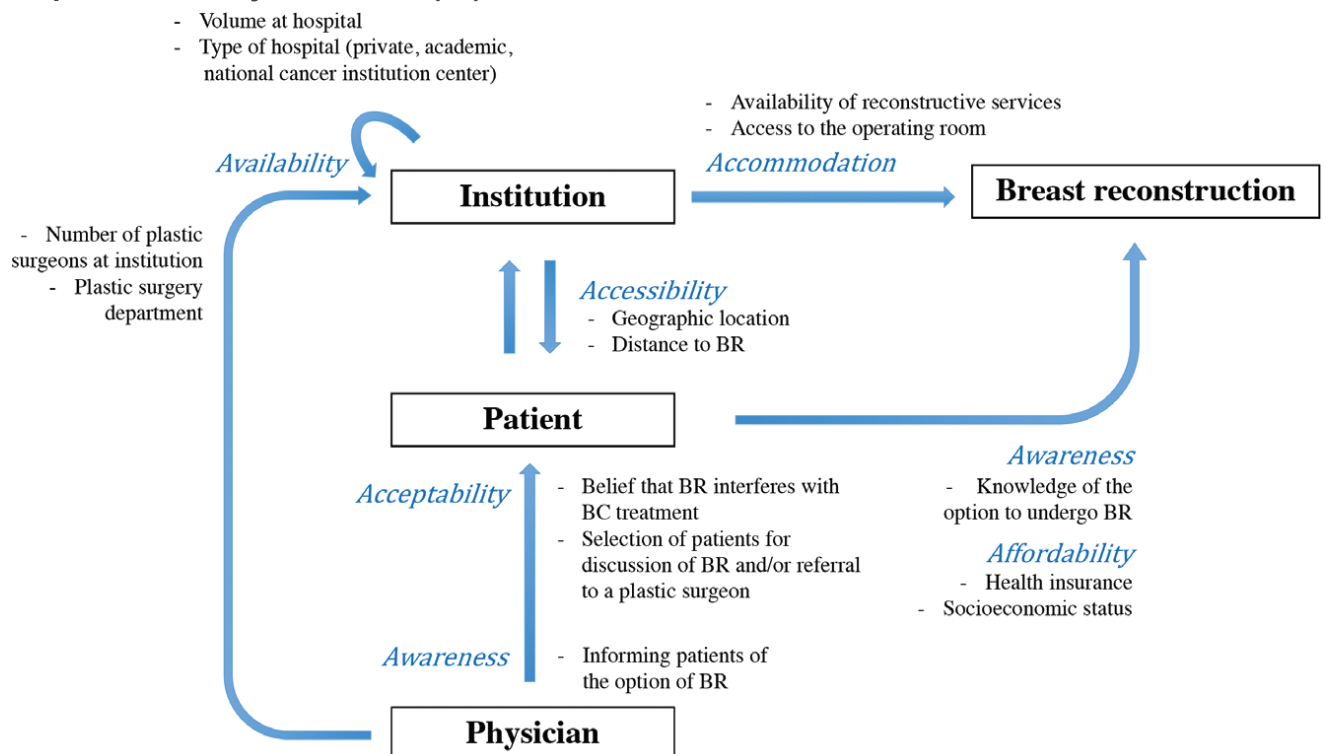 - Volume at hospital
- Type of hospital (private, academic,
national cancer institution center)
- Availability of reconstructive services
- Access to the operating room
Availability
Accommodation
Institution
Breast reconstruction
- Number of plastic
surgeons at institution
- Plastic surgery
department
Accessibility
- Geographic location
- Distance to BR
Patient
Acceptability
- Belief that BR interferes with
BC treatment
- Selection of patients for
discussion of BR and/or referral
to a plastic surgeon
Awareness
- Knowledge of the
option to undergo BR
Affordability
- Health insurance
- Socioeconomic status
Awareness
- Informing patients of
the option of BR
Physician